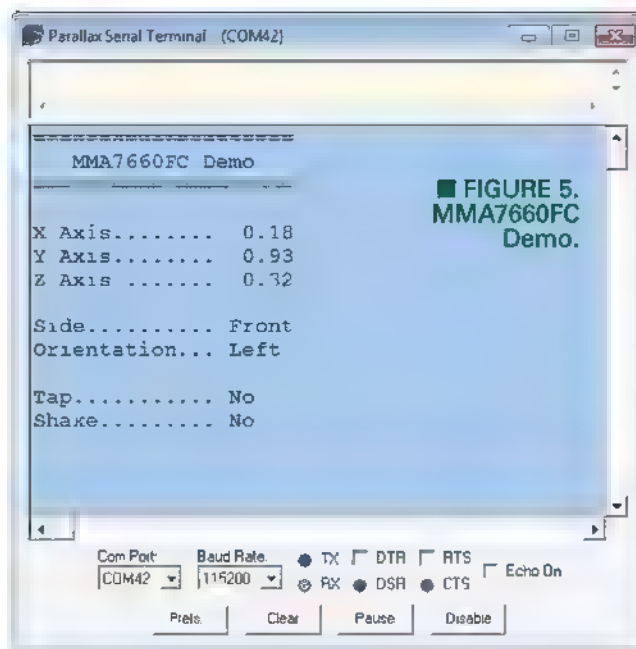 Parallax Serial Terminal (COM42)
MMA7660FC Demo
■ FIGURE 5.
MMA7660FC
Demo.
X Axis........ 0.18
Y Axis........ 0.93
Z Axis ....... 0.32
Side.......... Front
Orientation... Left
Tap........... No
Shake......... No
Com Port: Baud Rate: TX DTR RTS
COM42 115200 RX DSR CTS Echo On
Prefs. Clear Pause Disable